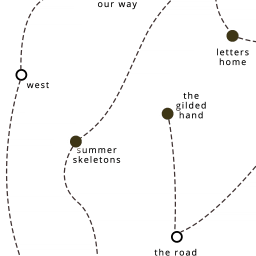 our way
letters
home
west
the
gilded
hand
summer
skeletons
the road